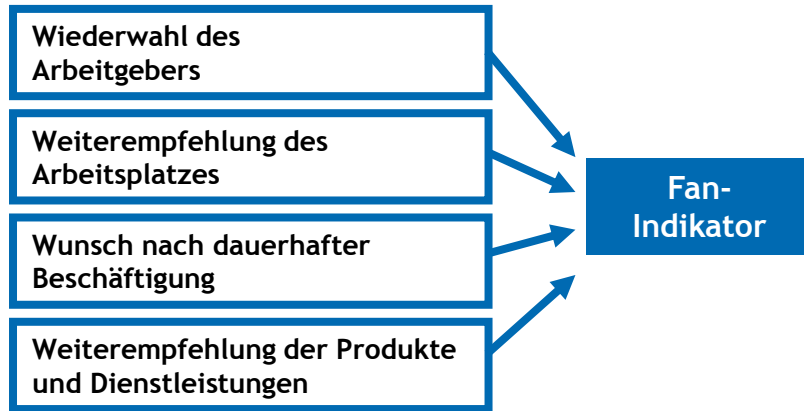 Wiederwahl des
Arbeitgebers
Weiterempfehlung des
Arbeitsplatzes
Wunsch nach dauerhafter
Beschäftigung
Weiterempfehlung der Produkte
und Dienstleistungen
Fan-
Indikator